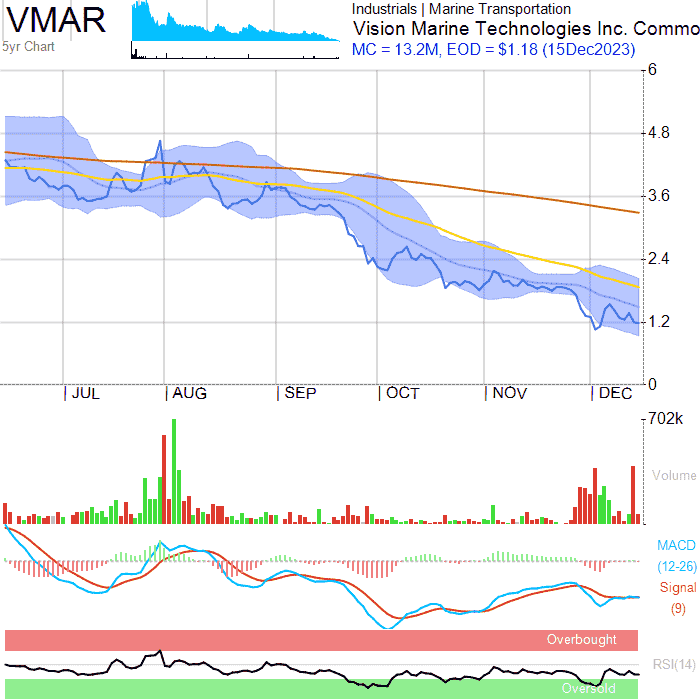 VMAR
5yr Chart
Industrials | Marine Transportation
Vision Marine Technologies Inc. Commo
MC = 13.2M, EOD = $1.18 (15Dec2023)
6
4.8
3.6
2.4
1.2
0
JUL
AUG
SEP
OCT
NOV
DEC
702k
Volume
MACD
(12-26)
Signal
(9)
Overbought
RSI(14)
Oversold